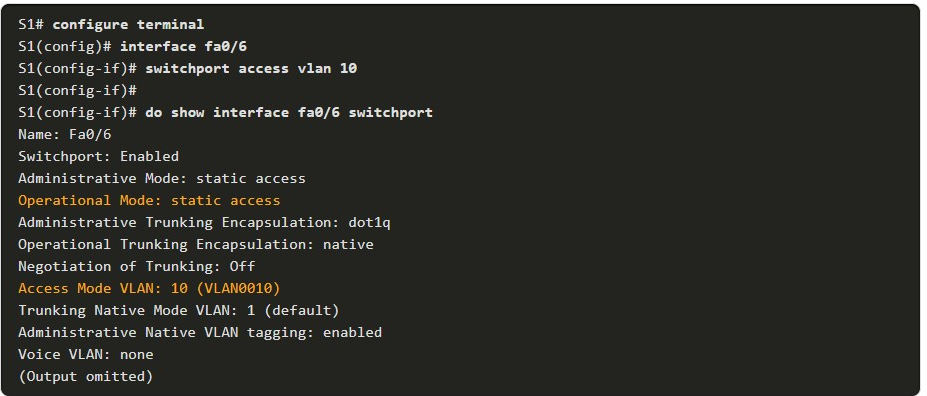 S1# configure terminal
S1(config)# interface fa0/6
S1(config-if)# switchport access vlan 10
S1(config-if)#
S1(config-if)# do show interface fa0/6 switchport
Name: Fa0/6
Switchport: Enabled
Administrative Mode: static access
Operational Mode: static access
Administrative Trunking Encapsulation: dot1q
Operational Trunking Encapsulation: native
Negotiation of Trunking: Off
Access Mode VLAN: 10 (VLAN0010)
Trunking Native Mode VLAN: 1 (default)
Administrative Native VLAN tagging: enabled
Voice VLAN: none
(Output omitted)